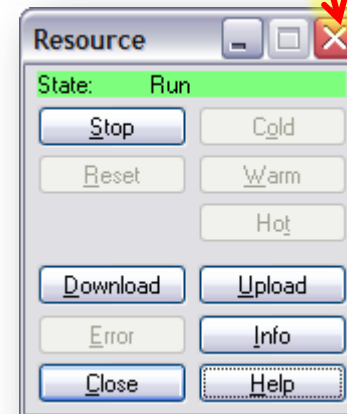 Resource
State: Run
Stop Cold
Reset Warm
Hot
Download Upload
Error Info
Close Help